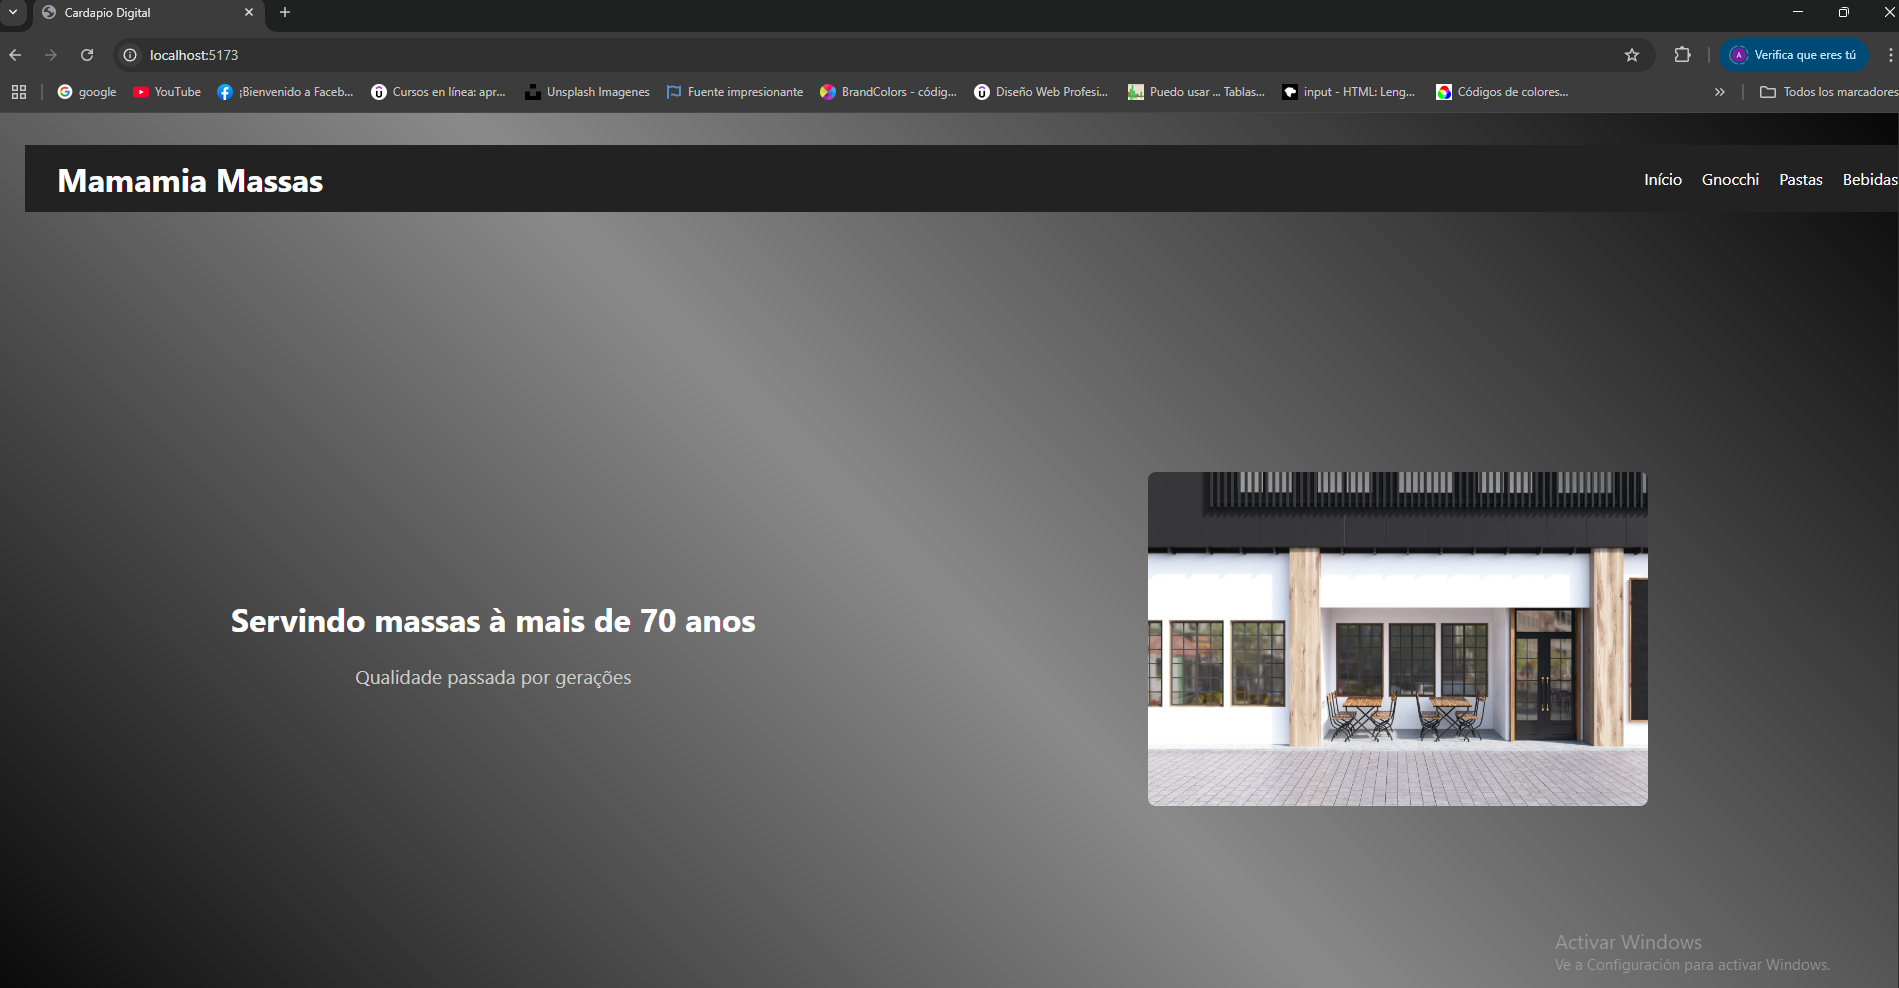 Cardapio Digital
localhost:5173
A
Verifica que eres tú
google
YouTube
¡Bienvenido a Faceb...
Cursos en línea: apr...
Unsplash Imagenes
Fuente impresionante
BrandColors - códig...
Diseño Web Profesi...
Puedo usar ... Tablas...
input - HTML: Leng...
Códigos de colores...
Todos los marcadores
Mamamia Massas
Início
Gnocchi
Pastas
Bebidas
Servindo massas à mais de 70 anos
Qualidade passada por gerações
Activar Windows
Ve a Configuración para activar Windows.